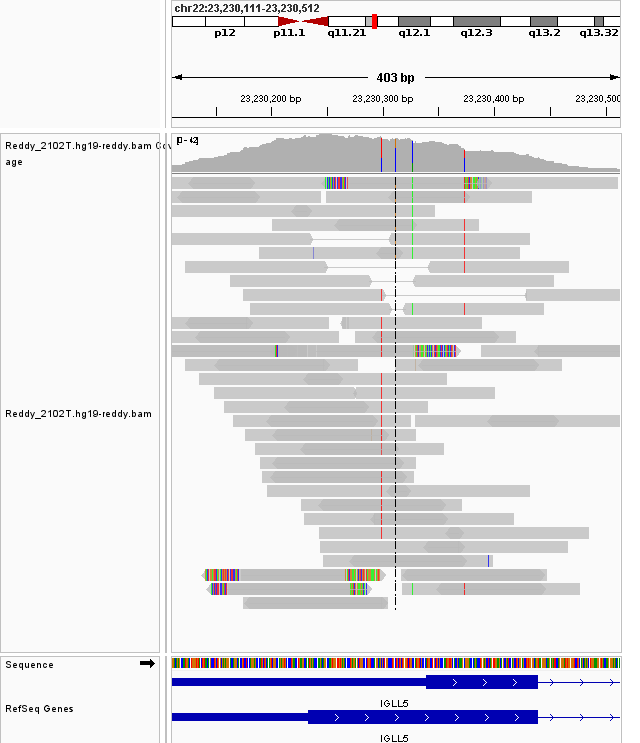 chr22:23,230,111-23,230,512
p12 p11.1 q11.21 q12.1 q12.3 q13.2 q13.32
403 bp
23,230,200 bp 23,230,300 bp 23,230,400 bp 23,230,500
Reddy_2102T.hg19-reddy.bam Cov
age
[0 - 42]
Reddy_2102T.hg19-reddy.bam
Sequence
IGLL5
RefSeq Genes
IGLL5